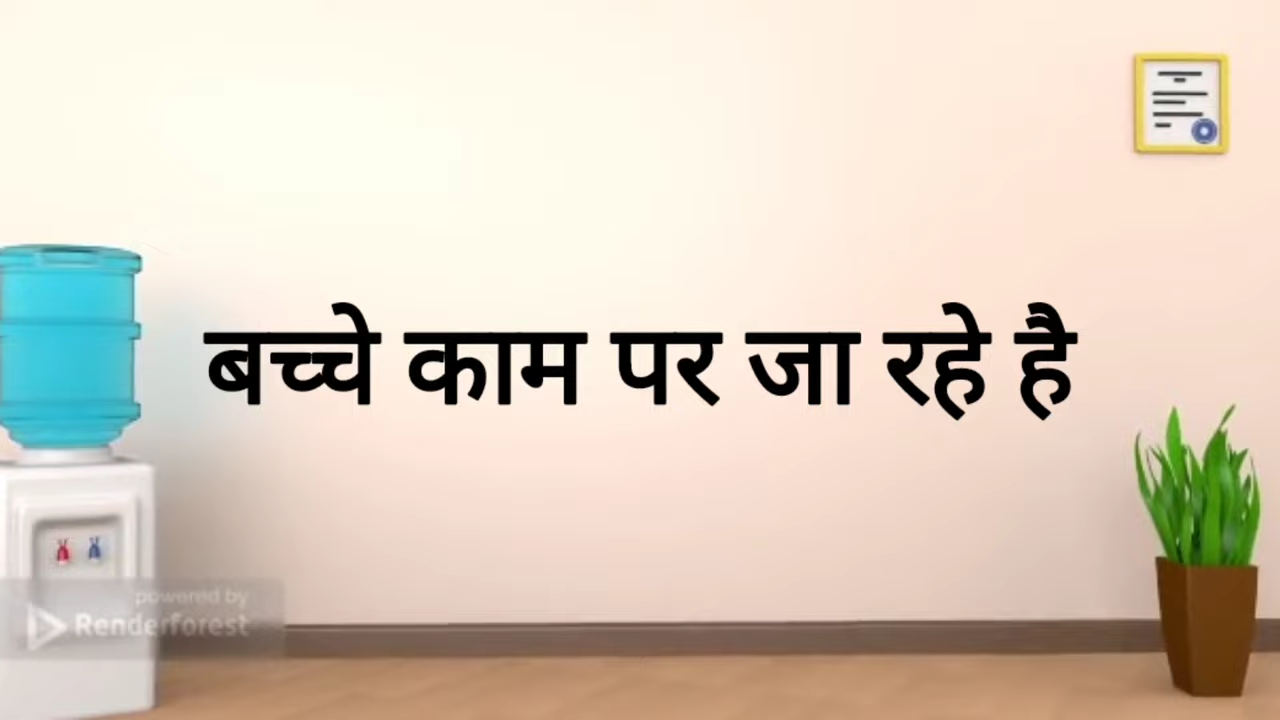 बच्चे काम पर जा रहे है
powered by
Renderforest